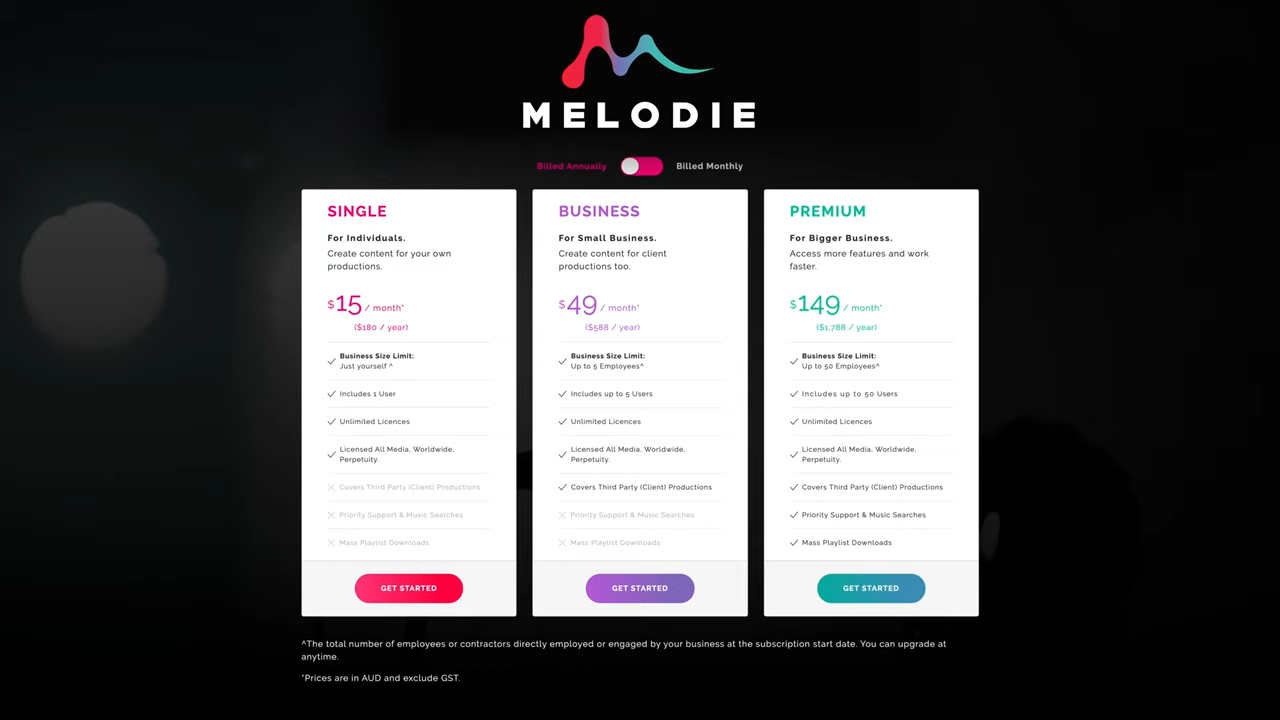 MELODIE
Billed Annually
Billed Monthly
SINGLE
For Individuals.
Create content for your own
productions.
$15 / month*
($180 / year)
Business Size Limit:
Just yourself ^
Includes 1 User
Unlimited Licences
Licensed All Media, Worldwide,
Perpetuity.
Covers Third Party (Client) Productions
Priority Support & Music Searches
Mass Playlist Downloads
GET STARTED
BUSINESS
For Small Business.
Create content for client
productions too.
$49 / month*
($588 / year)
Business Size Limit:
Up to 5 Employees^
Includes up to 5 Users
Unlimited Licences
Licensed All Media, Worldwide,
Perpetuity.
Covers Third Party (Client) Productions
Priority Support & Music Searches
Mass Playlist Downloads
GET STARTED
PREMIUM
For Bigger Business.
Access more features and work
faster.
$149 / month*
($1,788 / year)
Business Size Limit:
Up to 50 Employees^
Includes up to 50 Users
Unlimited Licences
Licensed All Media, Worldwide,
Perpetuity.
Covers Third Party (Client) Productions
Priority Support & Music Searches
Mass Playlist Downloads
GET STARTED
^The total number of employees or contractors directly employed or engaged by your business at the subscription start date. You can upgrade at
anytime.
*Prices are in AUD and exclude GST.